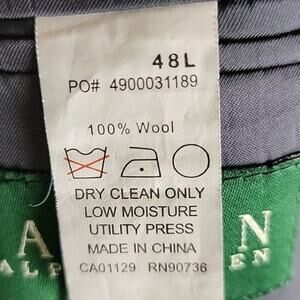 48L
PO# 4900031189
100% Wool
DRY CLEAN ONLY
LOW MOISTURE
UTILITY PRESS
MADE IN CHINA
CA01129 RN90736